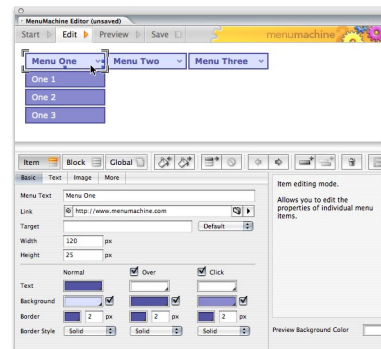 MenuMachine Editor (unsaved)
Start Edit Preview Save menumachine
Menu One Menu Two Menu Three
One 1
One 2
One 3
Item Block Global
Basic Text Image More
Item editing mode.
Menu Text Menu One
Allows you to edit the
Link http://www.menumachine.com
properties of individual menu
items.
Target Default
Width 120 px
Height 25 px
Normal Over Click
Text
Background
Border 2 px 2 px 2 px
Border Style Solid Solid Solid
Preview Background Color